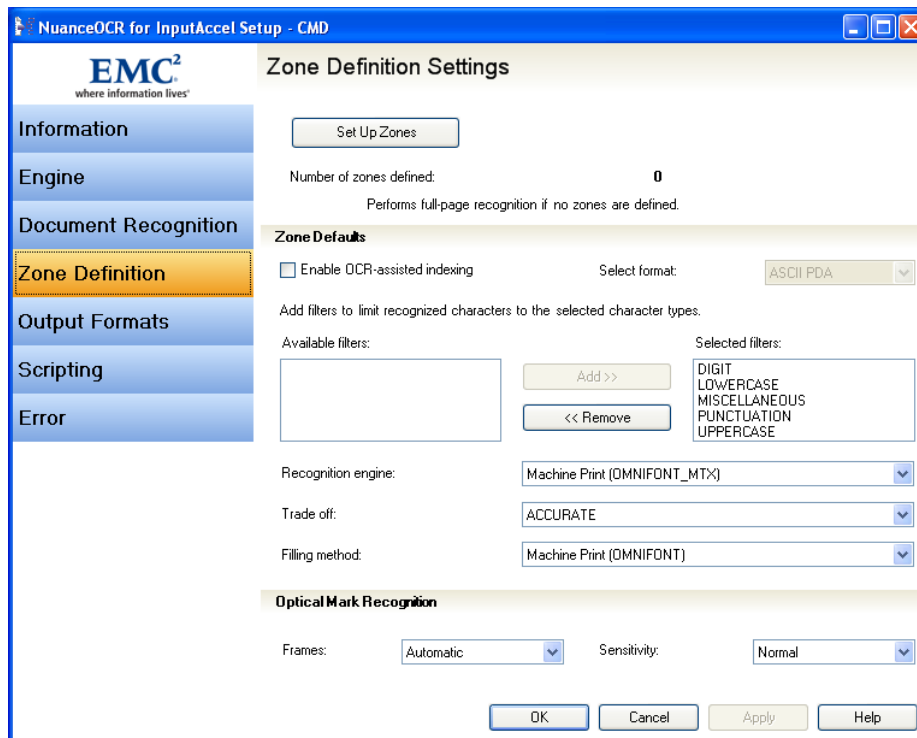 NuanceOCR for InputAccel Setup - CMD
EMC²
where information lives®
Information
Engine
Document Recognition
Zone Definition
Output Formats
Scripting
Error
Zone Definition Settings
Set Up Zones
Number of zones defined: 0
Performs full-page recognition if no zones are defined.
Zone Defaults
Enable OCR-assisted indexing Select format: ASCII PDA
Add filters to limit recognized characters to the selected character types.
Available filters: Selected filters:
Add >>
<< Remove
DIGIT
LOWERCASE
MISCELLANEOUS
PUNCTUATION
UPPERCASE
Recognition engine: Machine Print (OMNIFONT_MTX)
Trade off: ACCURATE
Filling method: Machine Print (OMNIFONT)
Optical Mark Recognition
Frames: Automatic Sensitivity: Normal
OK Cancel Apply Help